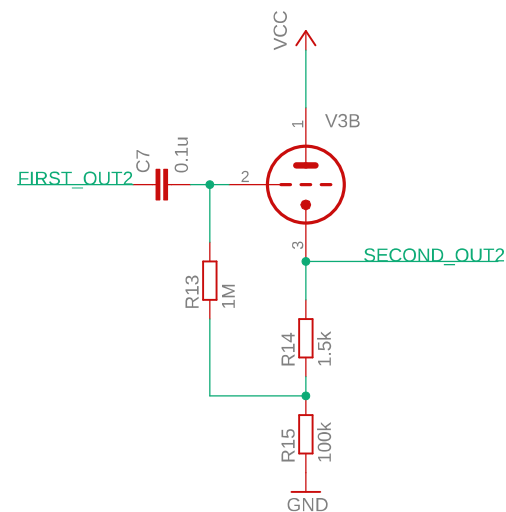 VCC
1
V3B
C7
0.1u
FIRST_OUT2
2
3
SECOND_OUT2
R13
1M
R14
1.5k
R15
100k
GND